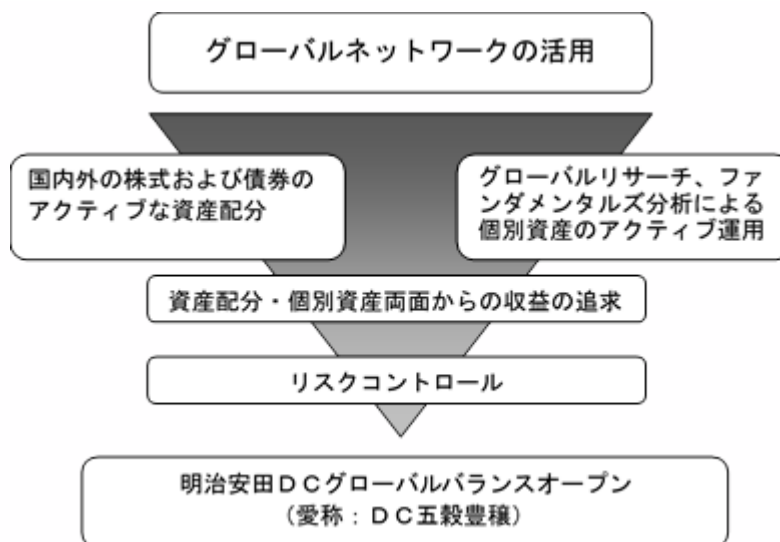 グローバルネットワークの活用
国内外の株式および債券の
アクティブな資産配分
グローバルリサーチ、ファ
ンダメンタルズ分析による
個別資産のアクティブ運用
資産配分・個別資産両面からの収益の追求
リスクコントロール
明治安田ＤＣグローバルバランスオープン
（愛称：ＤＣ五穀豊穣）